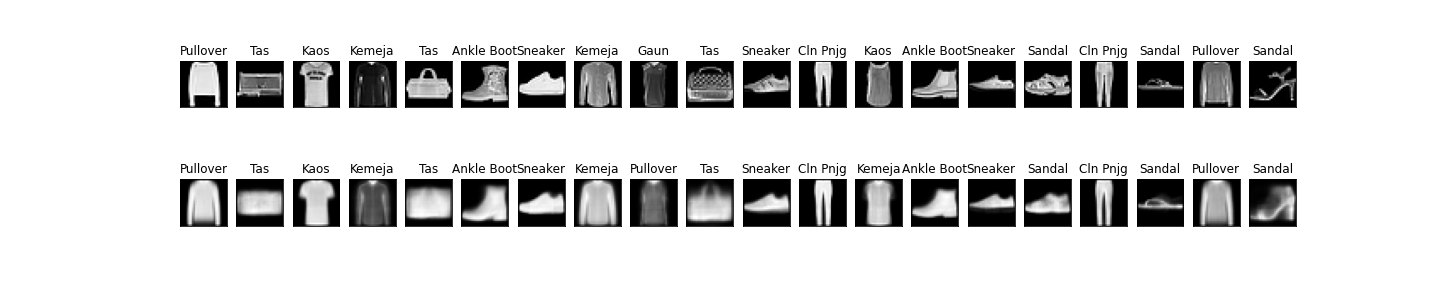 Pullover Tas Kaos Kemeja Tas Ankle Boot Sneaker Kemeja Gaun Tas Sneaker Cln Pnjg Kaos Ankle Boot Sneaker Sandal Cln Pnjg Sandal Pullover Sandal
Pullover Tas Kaos Kemeja Tas Ankle Boot Sneaker Kemeja Pullover Tas Sneaker Cln Pnjg Kemeja Ankle Boot Sneaker Sandal Cln Pnjg Sandal Pullover Sandal